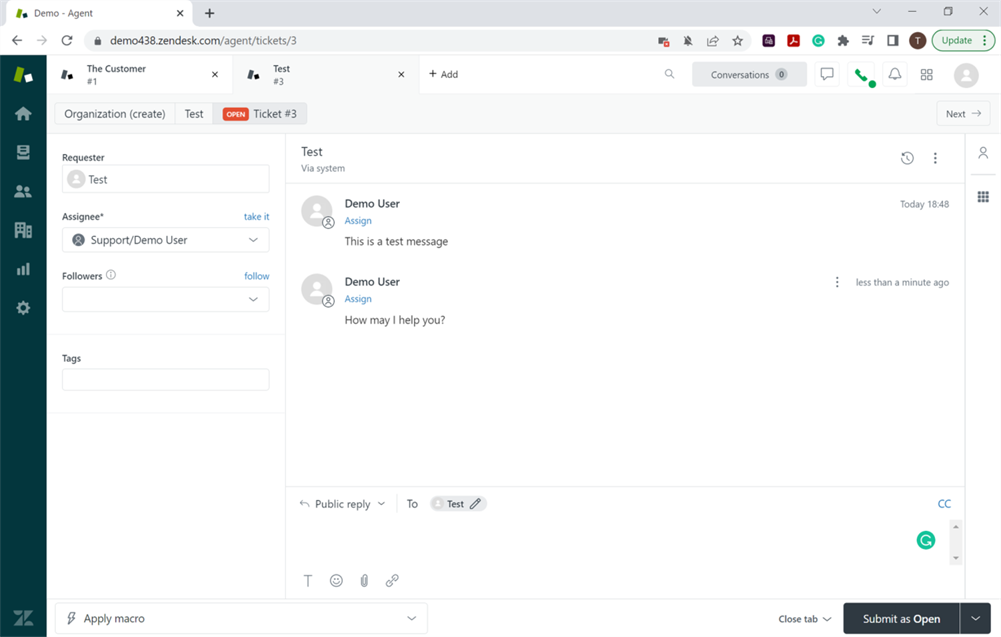 Demo - Agent
demo438.zendesk.com/agent/tickets/3
T
Update
The Customer
#1
Test
#3
+ Add
Conversations 0
Organization (create)
Test
OPEN Ticket #3
Next
Requester
Test
Assignee*
take it
Support/Demo User
Followers
follow
Tags
Test
Via system
Demo User
Today 18:48
Assign
This is a test message
Demo User
less than a minute ago
Assign
How may I help you?
Public reply
To
Test
CC
T
Apply macro
Close tab
Submit as Open